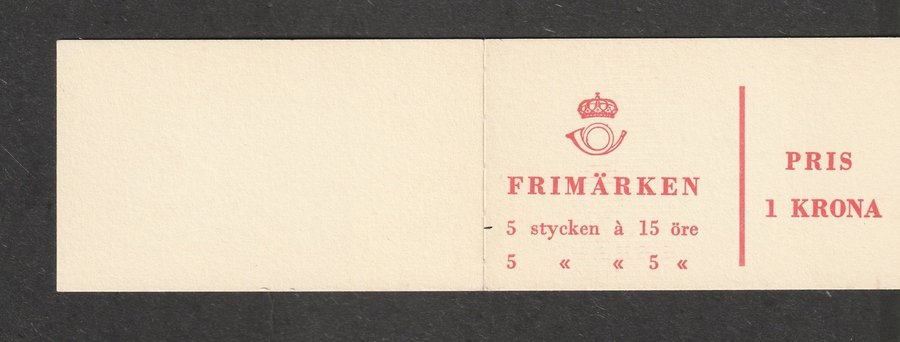 FRIMÄRKEN
5 stycken à 15 öre
5 « « 5 «
PRIS
1 KRONA